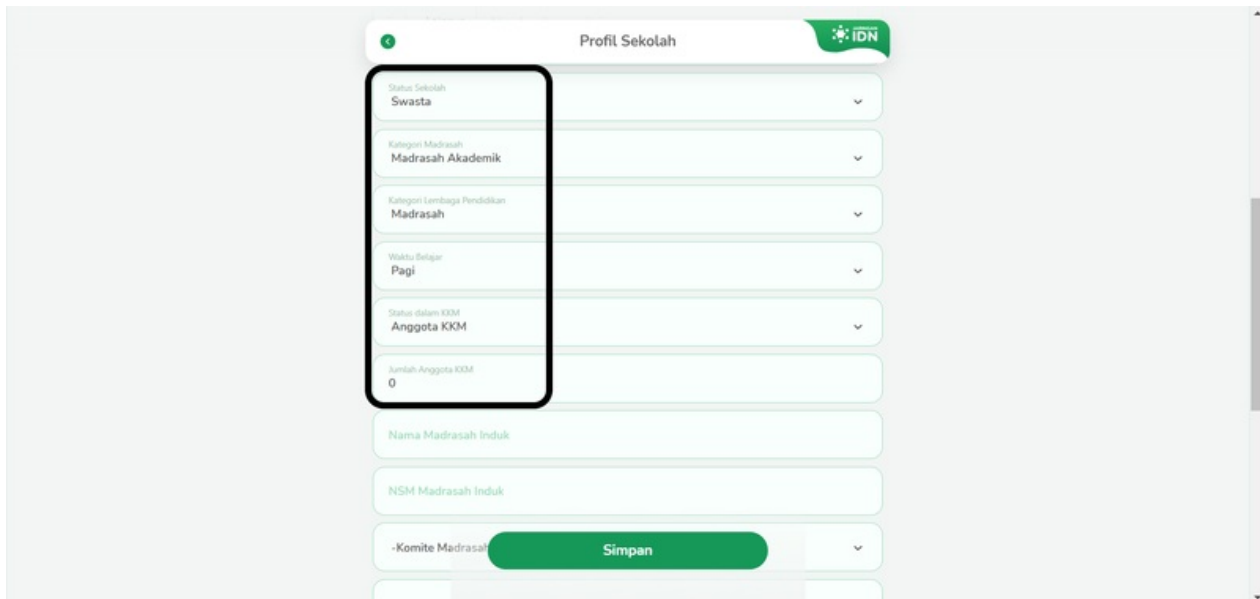 Profil Sekolah
IDN
Status Sekolah
Swasta
Kategori Madrasah
Madrasah Akademik
Kategori Lembaga Pendidikan
Madrasah
Waktu Belajar
Pagi
Status dalam KKM
Anggota KKM
Jumlah Anggota KKM
0
Nama Madrasah Induk
NSM Madrasah Induk
-Komite Madrasah
Simpan